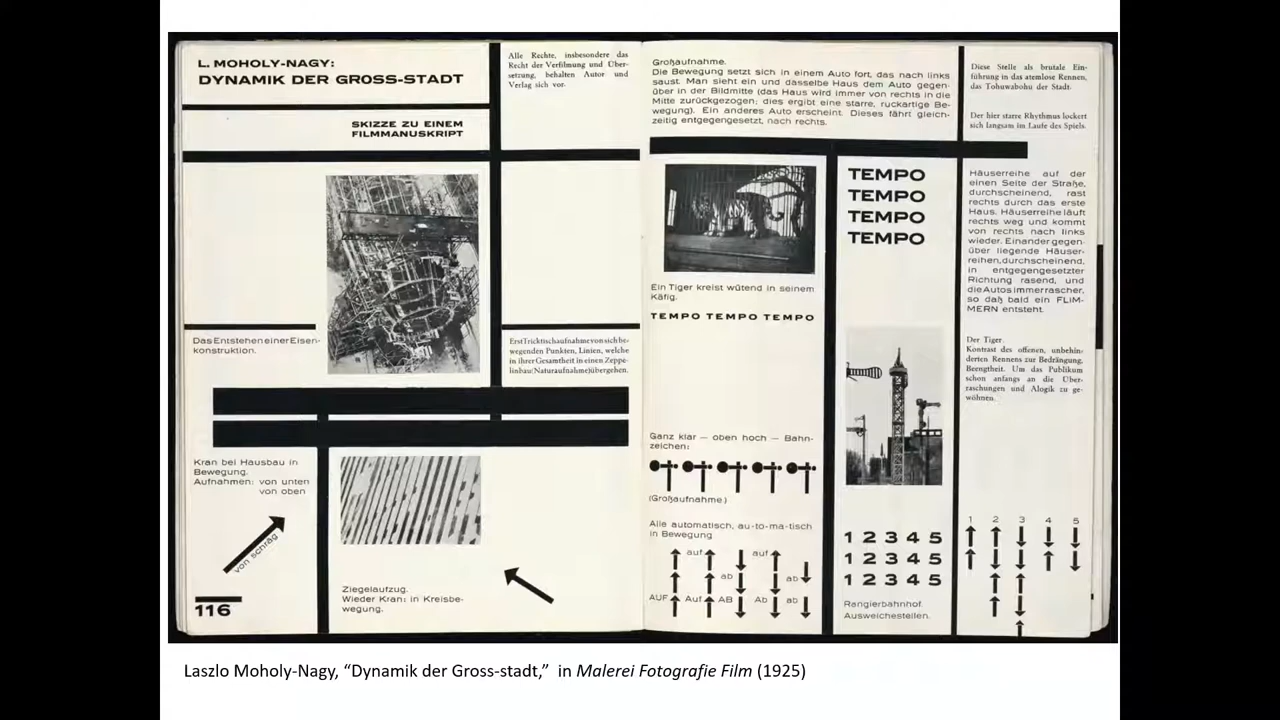 L. MOHOLY-NAGY:
DYNAMIK DER GROSS-STADT
SKIZZE ZU EINEM
FILMMANUSKRIPT
Alle Rechte, insbesondere das
Recht der Verfilmung und Über-
setzung, behalten Autor und
Verlag sich vor.
Das Entstehen einer Eisen-
konstruktion.
Erst Tricktischaufnahme von sich be-
wegenden Punkten, Linien, welche
in ihrer Gesamtheit in einen Zeppe-
linbau (Naturaufnahme) übergehen.
Kran bei Hausbau in
Bewegung.
Aufnahmen: von unten
von oben
von schräg
116
Ziegelaufzug.
Wieder Kran: in Kreisbe-
wegung.
Großaufnahme.
Die Bewegung setzt sich in einem Auto fort, das nach links
saust. Man sieht ein und dasselbe Haus dem Auto gegen-
über in der Bildmitte (das Haus wird immer von rechts in die
Mitte zurückgezogen; dies ergibt eine starre, ruckartige Be-
wegung). Ein anderes Auto erscheint. Dieses fährt gleich-
zeitig entgegengesetzt, nach rechts.
Diese Stelle als brutale Ein-
führung in das atemlose Rennen,
das Tohuwabohu der Stadt.
Der hier starre Rhythmus lockert
sich langsam im Laufe des Spiels.
Ein Tiger kreist wütend in seinem
Käfig.
TEMPO TEMPO TEMPO
Ganz klar — oben hoch — Bahn-
zeichen:
(Großaufnahme.)
Alle automatisch, au-to-ma-tisch
in Bewegung
auf auf
ab ab
AUF Auf AB Ab ab
TEMPO
TEMPO
TEMPO
TEMPO
1 2 3 4 5
1 2 3 4 5
1 2 3 4 5
Rangierbahnhof.
Ausweichestellen.
Häuserreihe auf der
einen Seite der Straße,
durchscheinend, rast
rechts durch das erste
Haus. Häuserreihe läuft
rechts weg und kommt
von rechts nach links
wieder. Einander gegen-
über liegende Häuser-
reihen, durchscheinend,
in entgegengesetzter
Richtung rasend, und
die Autos immer rascher,
so daß bald ein FLIM-
MERN entsteht.
Der Tiger.
Kontrast des offenen, unbehin-
derten Rennens zur Bedrängung,
Beengtheit. Um das Publikum
schon anfangs an die Über-
raschungen und Alogik zu ge-
wöhnen.
1 2 3 4 5
Laszlo Moholy-Nagy, “Dynamik der Gross-stadt,” in Malerei Fotografie Film (1925)